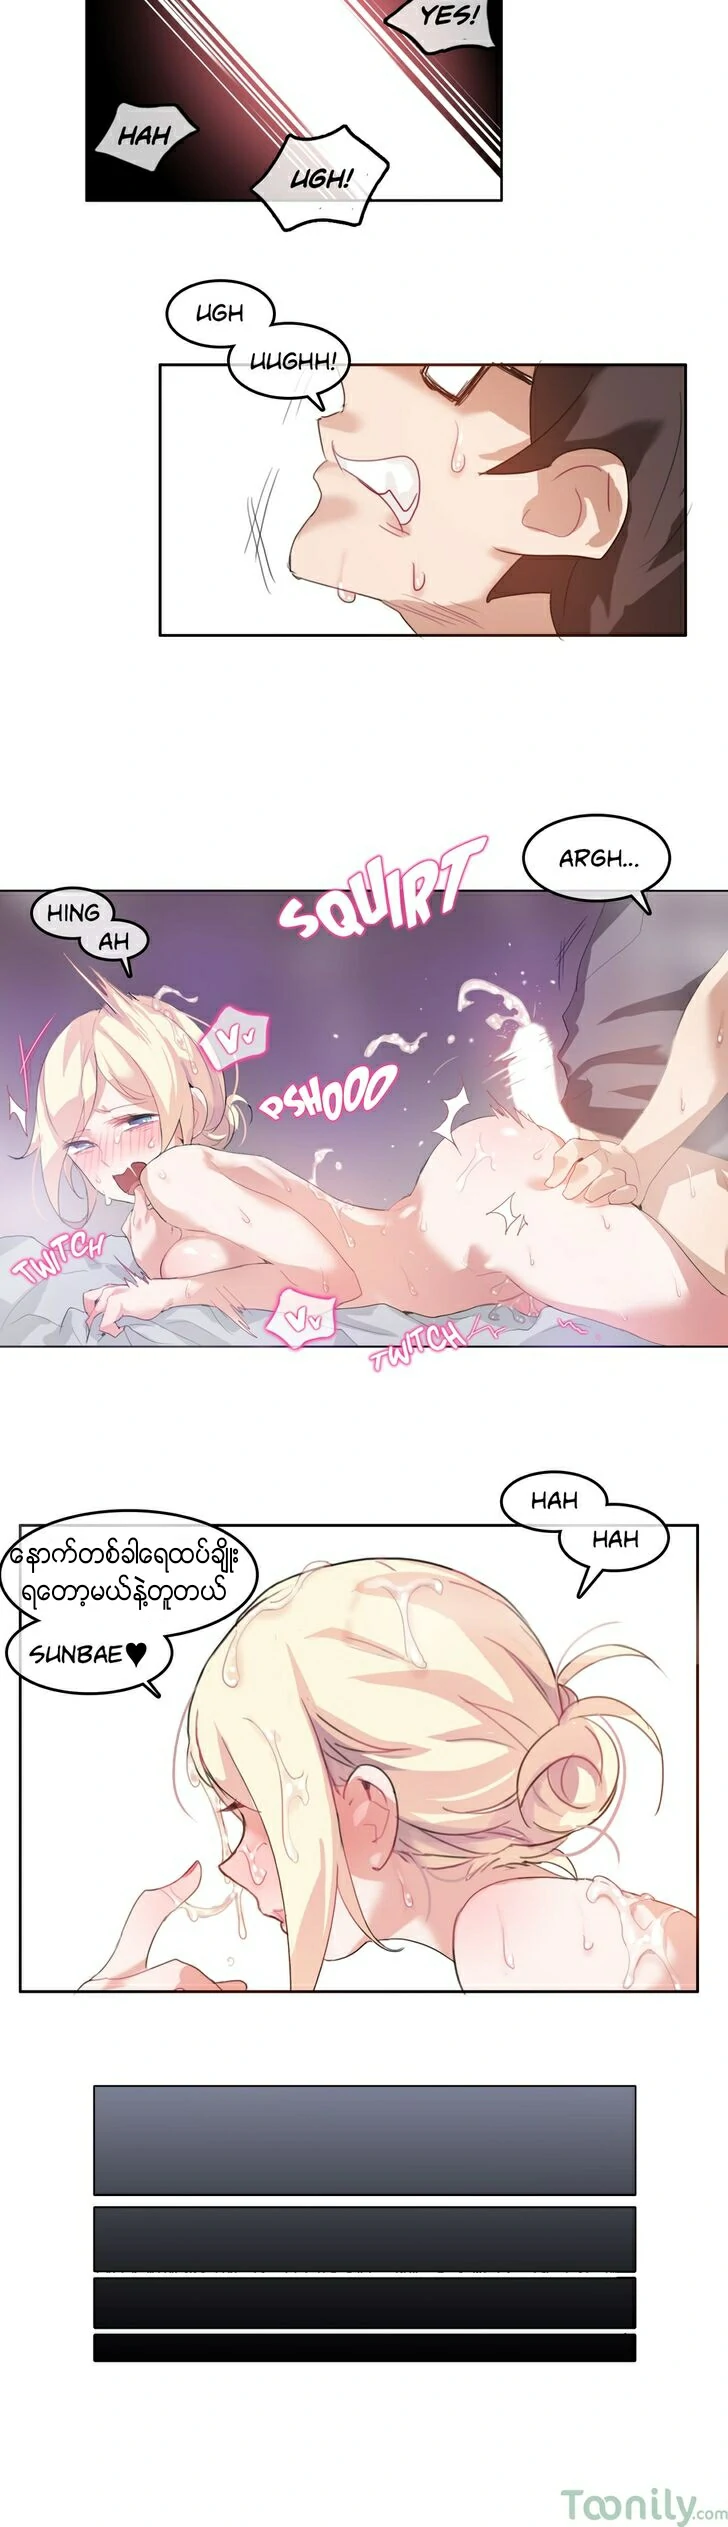 YES!
HAH
UGH!
UGH
UUGHH!
ARGH...
SQUIRT
HING
AH
PSHOOO
TWITCH
TWITCH
HAH
HAH
နောက်တစ်ခါရေထပ်ချိုး
ရတော့မယ်နဲ့တူတယ်
SUNBAE♥
Toonily.com